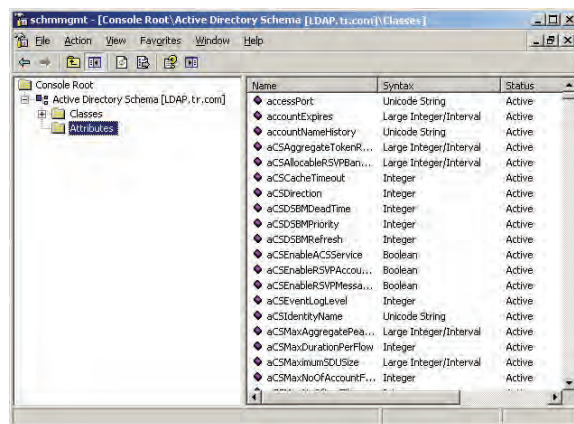 schmmgmt - [Console Root\Active Directory Schema [LDAP.tr.com]\Classes]
File Action View Favorites Window Help
Console Root
Active Directory Schema [LDAP.tr.com]
Classes
Attributes
Name Syntax Status
accessPort Unicode String Active
accountExpires Large Integer/Interval Active
accountNameHistory Unicode String Active
aCSAggregateTokenR... Large Integer/Interval Active
aCSAllocableRSVPBan... Large Integer/Interval Active
aCSCacheTimeout Integer Active
aCSDirection Integer Active
aCSDSBMDeadTime Integer Active
aCSDSBMPriority Integer Active
aCSDSBMRefresh Integer Active
aCSEnableACSService Boolean Active
aCSEnableRSVPAccou... Boolean Active
aCSEnableRSVPMessa... Boolean Active
aCSEventLogLevel Integer Active
aCSIdentityName Unicode String Active
aCSMaxAggregatePea... Large Integer/Interval Active
aCSMaxDurationPerFlow Integer Active
aCSMaximumSDUSize Large Integer/Interval Active
aCSMaxNoOfAccountF... Integer Active